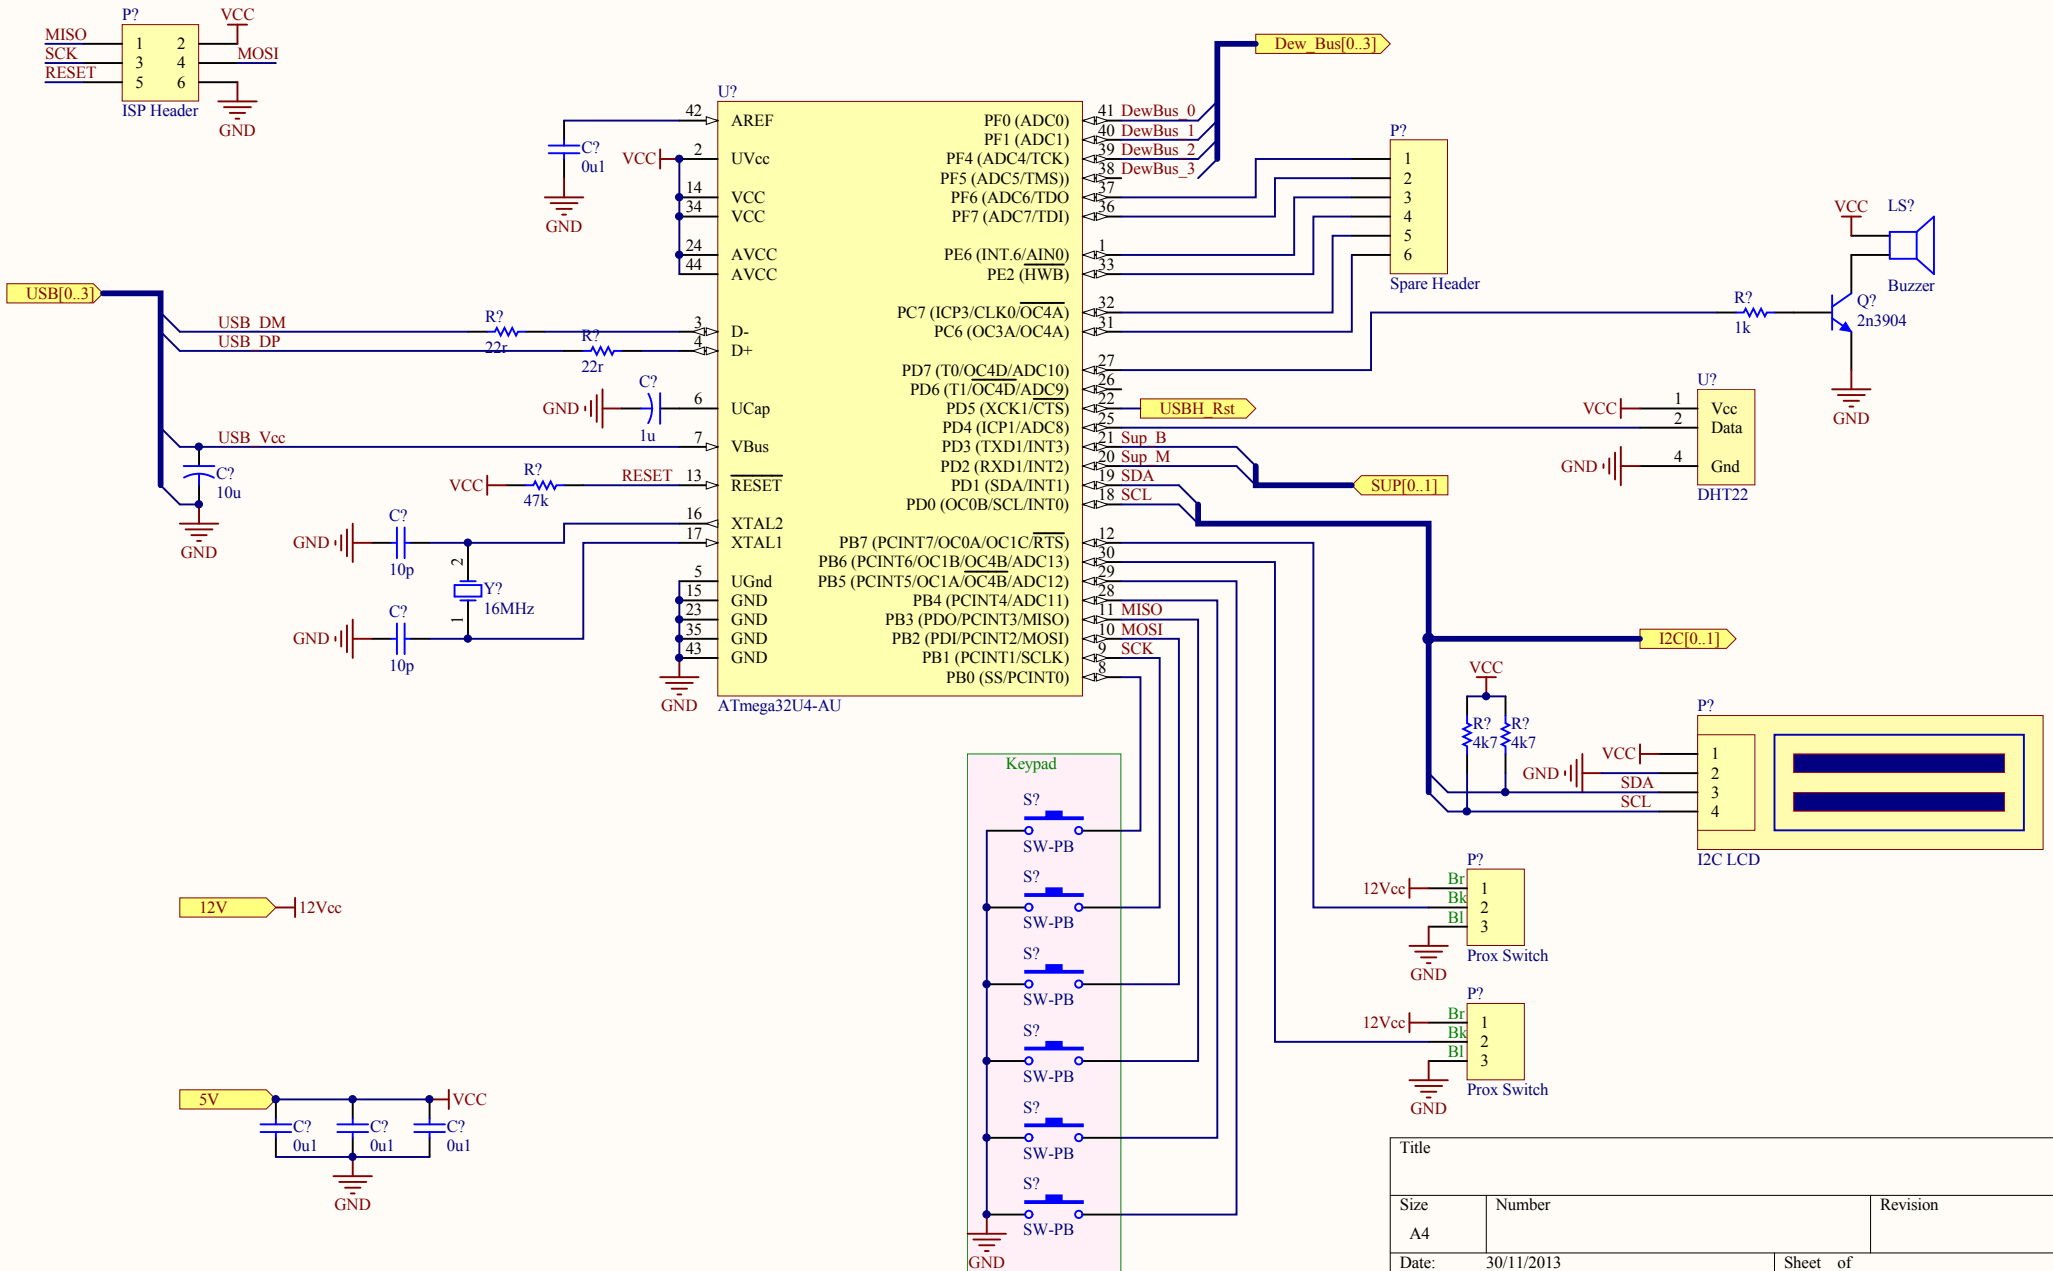 P?
VCC
MISO
1
2
SCK
3
4
MOSI
RESET
5
6
ISP Header
GND
Dew_Bus[0..3]
U?
42
AREF
C?
0u1
GND
VCC
2
UVcc
14
VCC
34
VCC
24
AVCC
44
AVCC
USB[0..3]
USB_DM
R?
22r
3
D-
USB_DP
R?
22r
4
D+
GND
C?
1u
6
UCap
USB_Vcc
7
VBus
C?
10u
GND
VCC
R?
47k
RESET
13
RESET
16
XTAL2
17
XTAL1
GND
C?
10p
2
Y?
16MHz
1
GND
C?
10p
5
UGnd
15
GND
23
GND
35
GND
43
GND
GND
ATmega32U4-AU
PF0 (ADC0)
41
DewBus_0
PF1 (ADC1)
40
DewBus_1
PF4 (ADC4/TCK)
39
DewBus_2
PF5 (ADC5/TMS))
38
DewBus_3
PF6 (ADC6/TDO
37
PF7 (ADC7/TDI)
36
PE6 (INT.6/AIN0)
1
PE2 (HWB)
33
PC7 (ICP3/CLK0/OC4A)
32
PC6 (OC3A/OC4A)
31
PD7 (T0/OC4D/ADC10)
27
PD6 (T1/OC4D/ADC9)
26
PD5 (XCK1/CTS)
22
USBH_Rst
PD4 (ICP1/ADC8)
25
PD3 (TXD1/INT3)
21
Sup_B
PD2 (RXD1/INT2)
20
Sup_M
PD1 (SDA/INT1)
19
SDA
PD0 (OC0B/SCL/INT0)
18
SCL
SUP[0..1]
PB7 (PCINT7/OC0A/OC1C/RTS)
12
PB6 (PCINT6/OC1B/OC4B/ADC13)
30
PB5 (PCINT5/OC1A/OC4B/ADC12)
29
PB4 (PCINT4/ADC11)
28
PB3 (PDO/PCINT3/MISO)
11
MISO
PB2 (PDI/PCINT2/MOSI)
10
MOSI
PB1 (PCINT1/SCLK)
9
SCK
PB0 (SS/PCINT0)
8
P?
1
2
3
4
5
6
Spare Header
VCC
LS?
Buzzer
R?
1k
Q?
2n3904
GND
U?
VCC
1
Vcc
2
Data
GND
4
Gnd
DHT22
I2C[0..1]
VCC
R?
4k7
R?
4k7
P?
VCC
1
GND
2
SDA
3
SCL
4
I2C LCD
Keypad
S?
SW-PB
S?
SW-PB
S?
SW-PB
S?
SW-PB
S?
SW-PB
S?
SW-PB
GND
P?
12Vcc
Br
1
Bk
2
Bl
3
GND
Prox Switch
P?
12Vcc
Br
1
Bk
2
Bl
3
GND
Prox Switch
12V
12Vcc
5V
VCC
C?
0u1
C?
0u1
C?
0u1
GND
Title
Size
Number
Revision
A4
Date:
30/11/2013
Sheet of